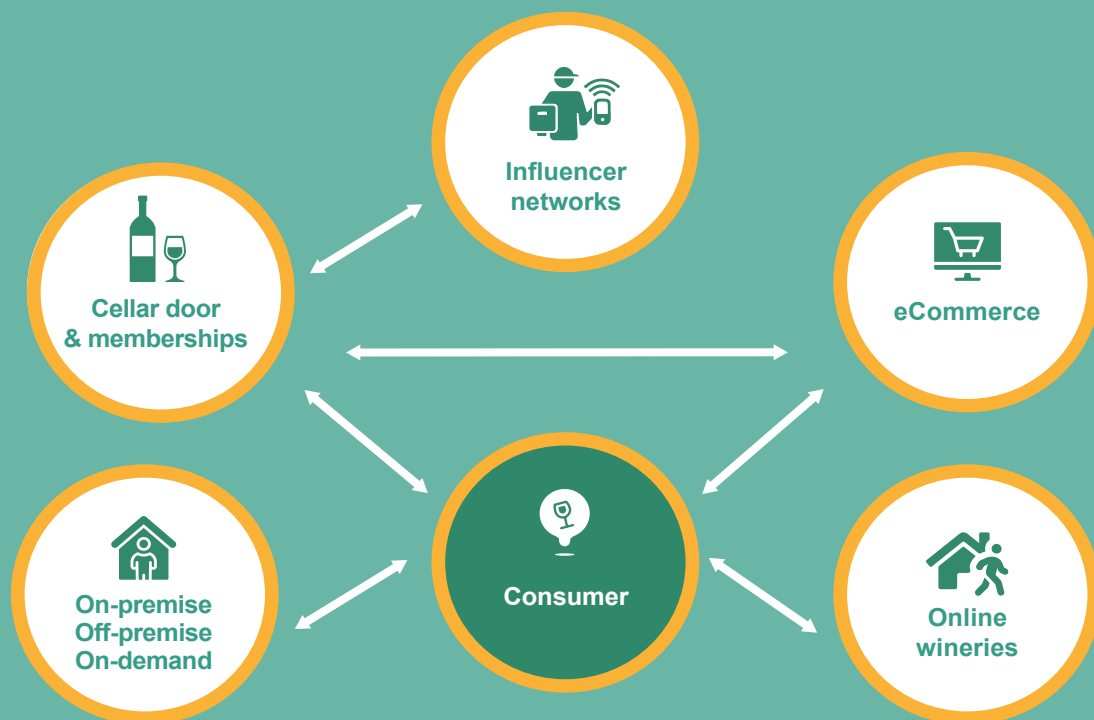 Influencer
networks
Cellar door
& memberships
eCommerce
Consumer
On-premise
Off-premise
On-demand
Online
wineries